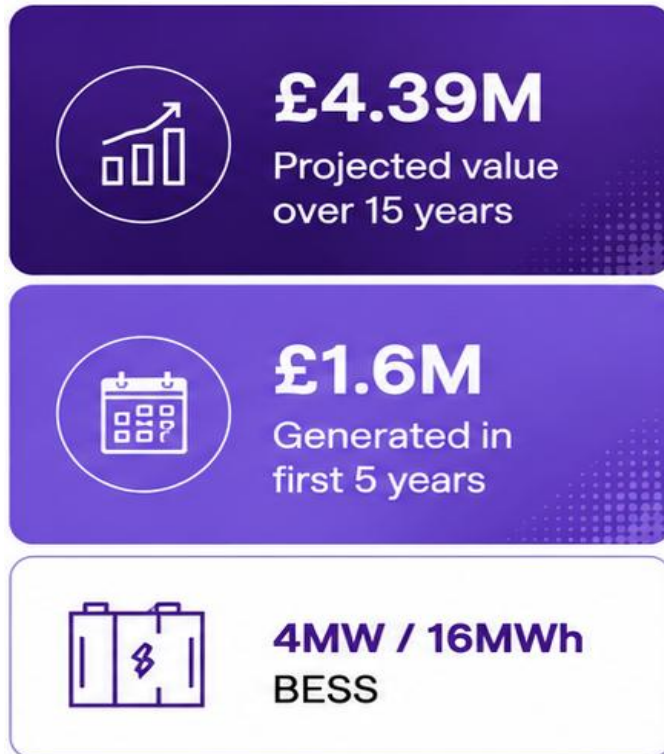 £4.39M
Projected value
over 15 years
£1.6M
Generated in
first 5 years
4MW / 16MWh
BESS